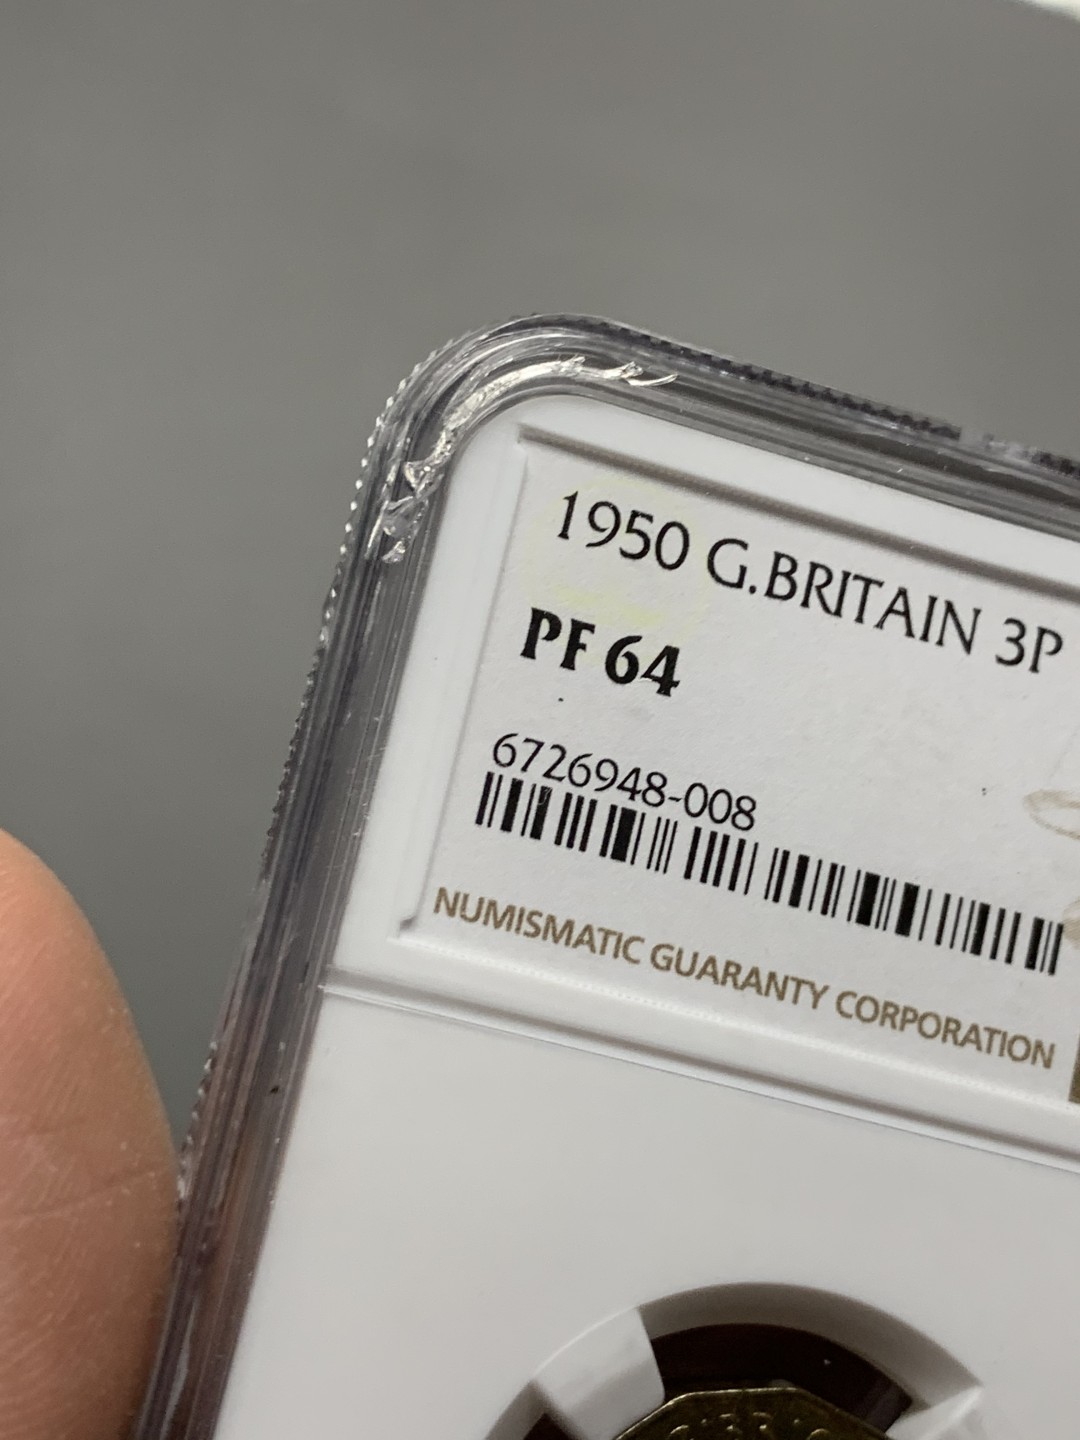 1950 G.BRITAIN 3P
PF 64
6726948-008
NUMISMATIC GUARANTY CORPORATION